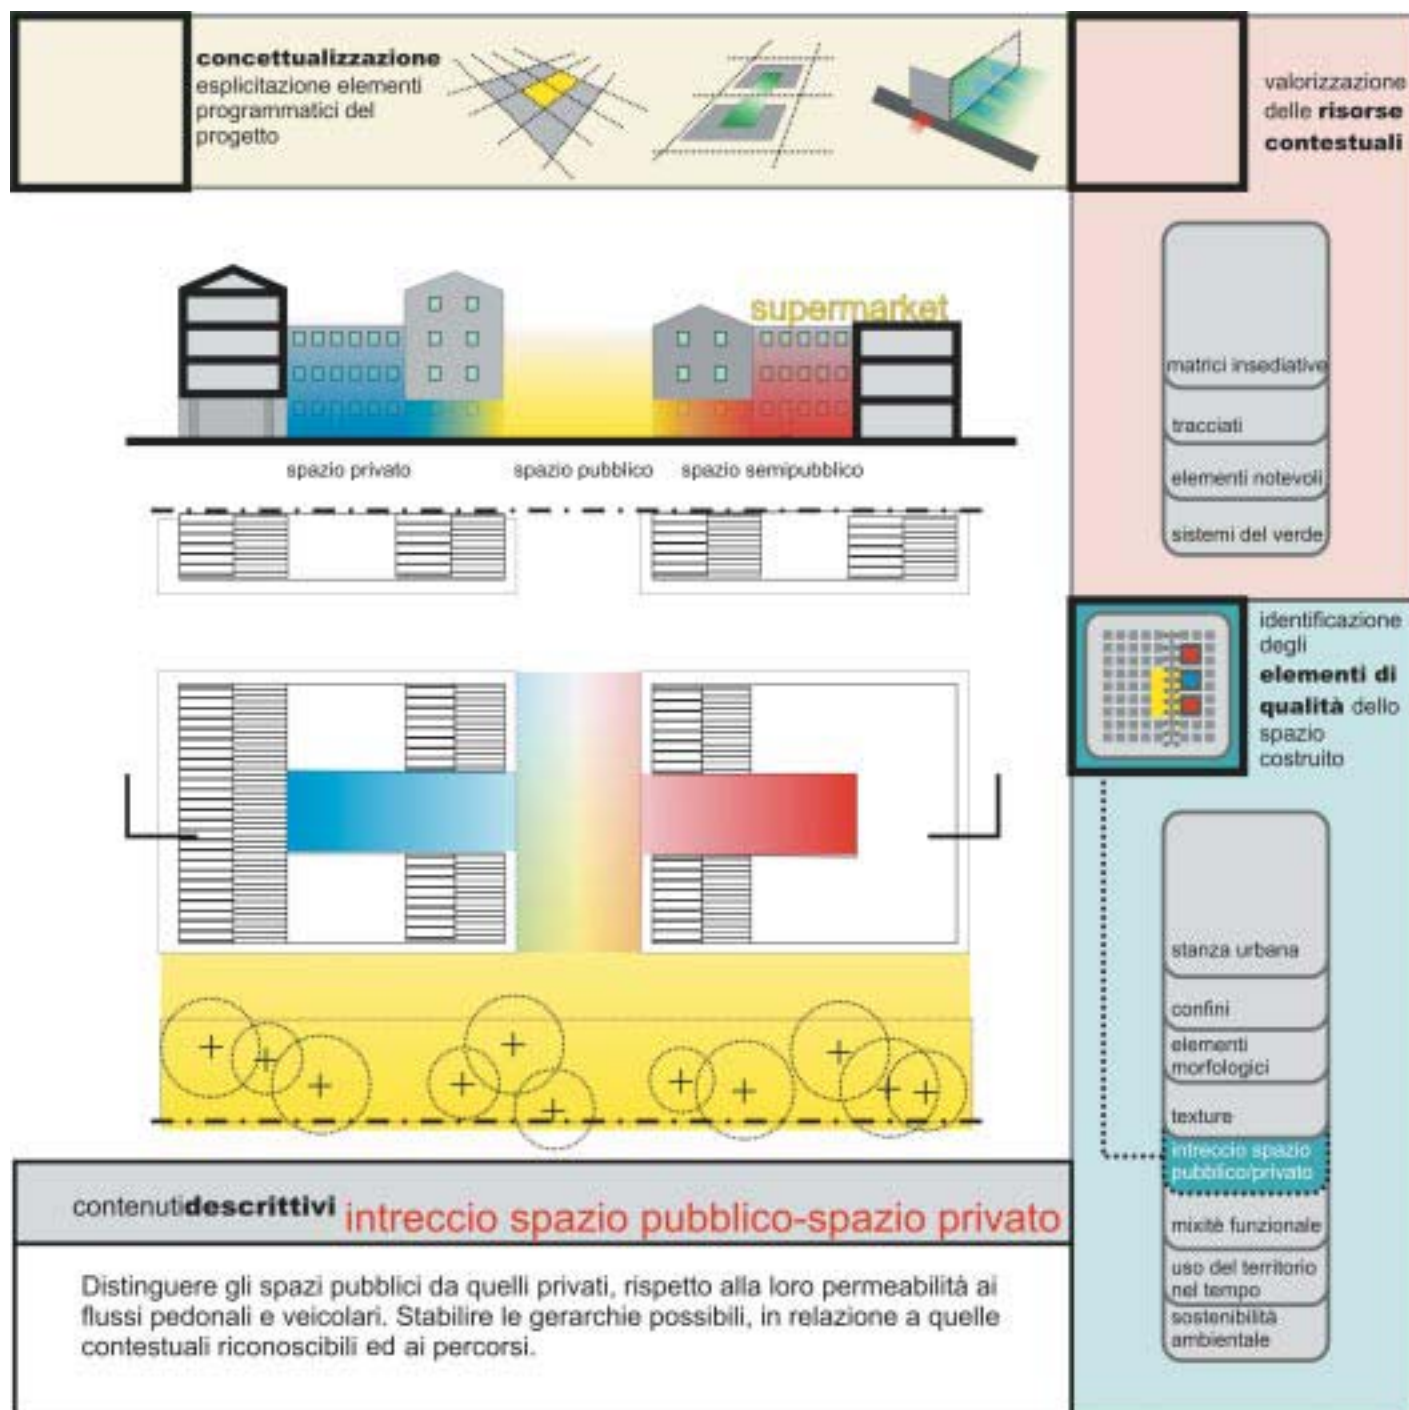 concettualizzazione
esplicitazione elementi
programmatici del
progetto
valorizzazione
delle risorse
contestuali
supermarket
spazio privato
spazio pubblico
spazio semipubblico
matrici insediative
tracciati
elementi notevoli
sistemi del verde
identificazione
degli
elementi di
qualità dello
spazio
costruito
stanza urbana
confini
elementi
morfologici
texture
intreccio spazio
pubblico/privato
mixité funzionale
uso del territorio
nel tempo
sostenibilità
ambientale
contenutidescrittivi intreccio spazio pubblico-spazio privato
Distinguere gli spazi pubblici da quelli privati, rispetto alla loro permeabilità ai
flussi pedonali e veicolari. Stabilire le gerarchie possibili, in relazione a quelle
contestuali riconoscibili ed ai percorsi.